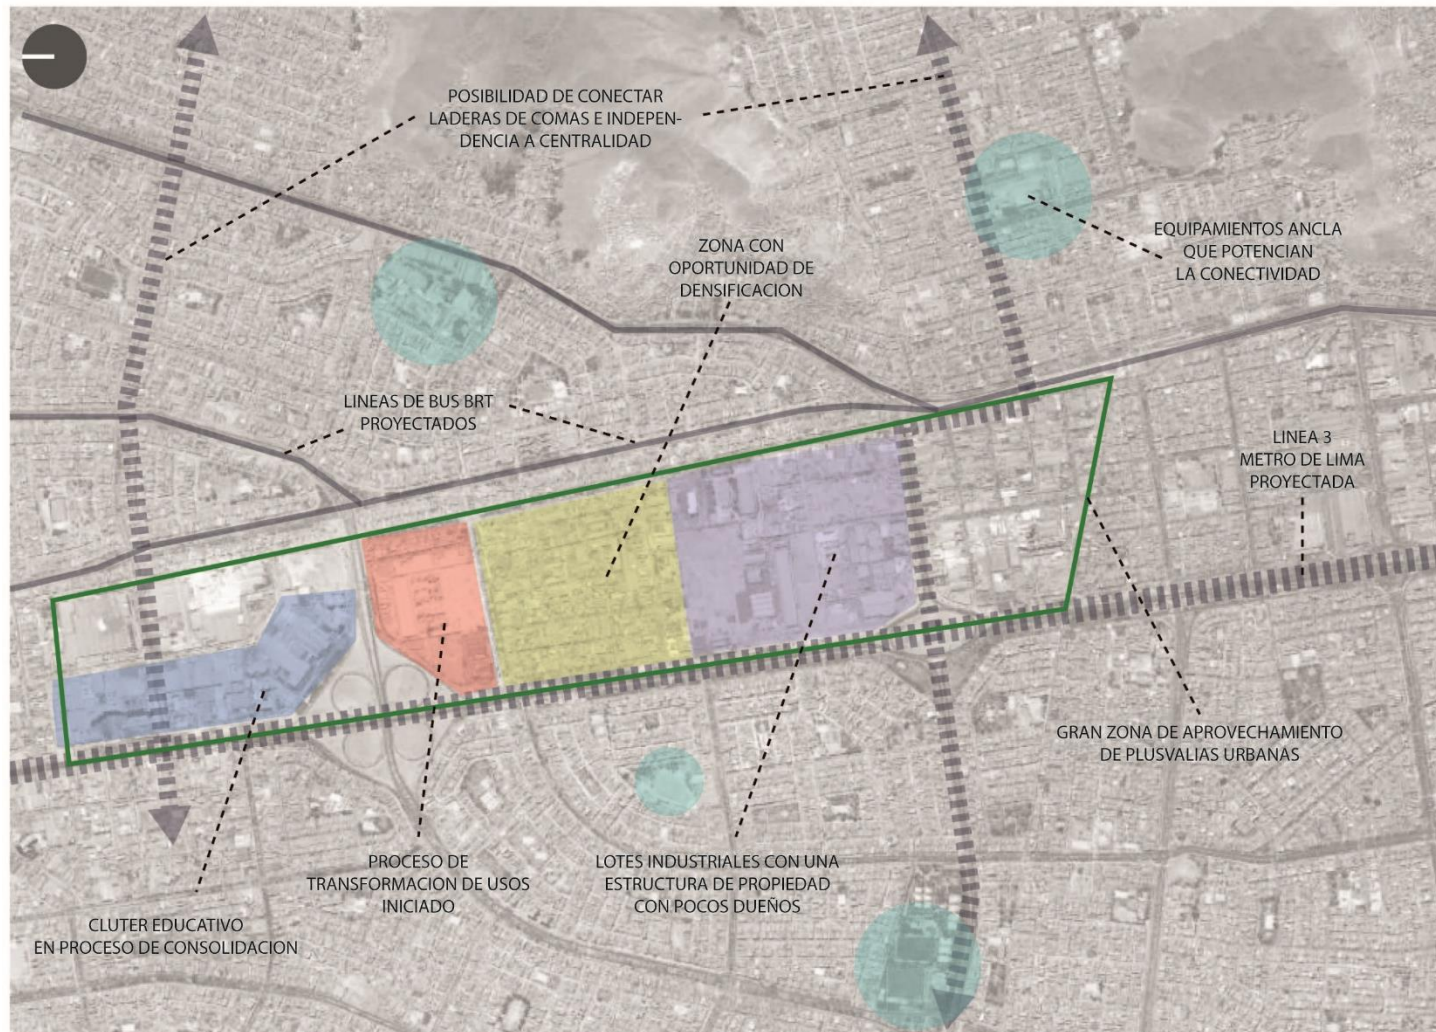 POSIBILIDAD DE CONECTAR
LADERAS DE COMAS E INDEPEN-
DENCIA A CENTRALIDAD
ZONA CON
OPORTUNIDAD DE
DENSIFICACION
EQUIPAMIENTOS ANCLA
QUE POTENCIAN
LA CONECTIVIDAD
LINEAS DE BUS BRT
PROYECTADOS
LINEA 3
METRO DE LIMA
PROYECTADA
GRAN ZONA DE APROVECHAMIENTO
DE PLUSVALIAS URBANAS
PROCESO DE
TRANSFORMACION DE USOS
INICIADO
LOTES INDUSTRIALES CON UNA
ESTRUCTURA DE PROPIEDAD
CON POCOS DUEÑOS
CLUTER EDUCATIVO
EN PROCESO DE CONSOLIDACION